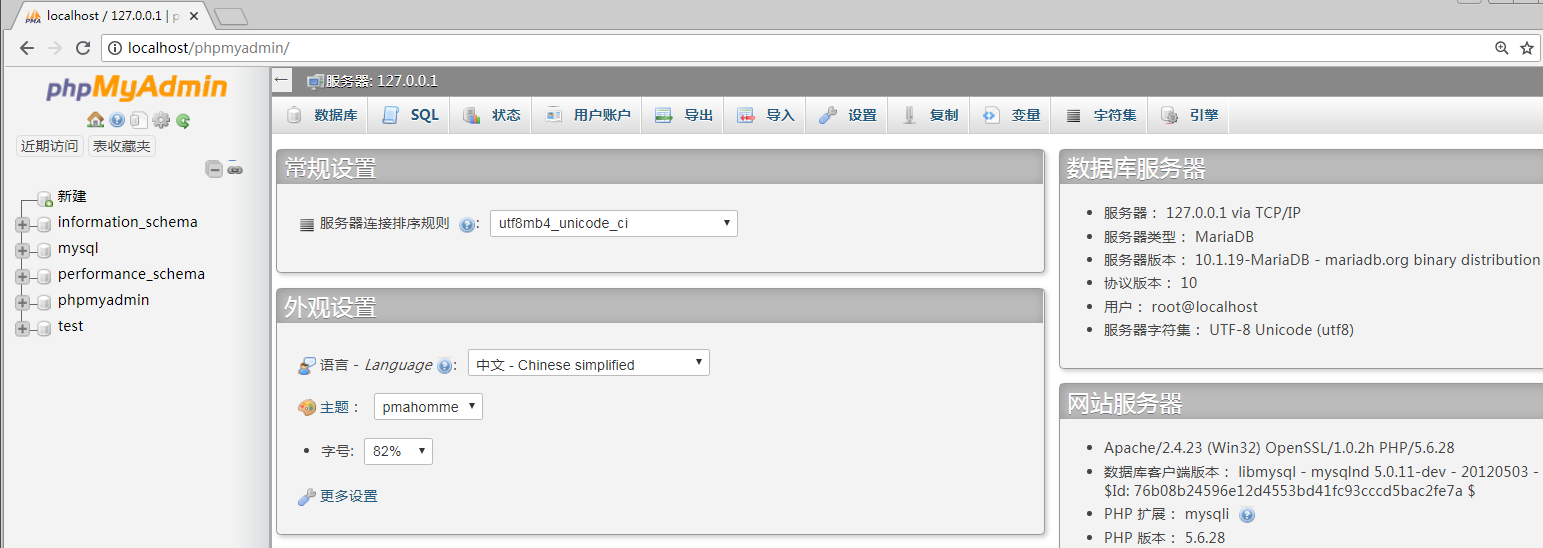 localhost / 127.0.0.1 | p
localhost/phpmyadmin/
phpMyAdmin
近期访问 表收藏夹
新建
information_schema
mysql
performance_schema
phpmyadmin
test
服务器: 127.0.0.1
数据库 SQL 状态 用户账户 导出 导入 设置 复制 变量 字符集 引擎
常规设置
服务器连接排序规则 : utf8mb4_unicode_ci
外观设置
语言 - Language : 中文 - Chinese simplified
主题： pmahomme
字号: 82%
更多设置
数据库服务器
服务器： 127.0.0.1 via TCP/IP
服务器类型： MariaDB
服务器版本： 10.1.19-MariaDB - mariadb.org binary distribution
协议版本： 10
用户： root@localhost
服务器字符集： UTF-8 Unicode (utf8)
网站服务器
Apache/2.4.23 (Win32) OpenSSL/1.0.2h PHP/5.6.28
数据库客户端版本： libmysql - mysqlnd 5.0.11-dev - 20120503 -
$Id: 76b08b24596e12d4553bd41fc93cccd5bac2fe7a $
PHP 扩展： mysqli
PHP 版本： 5.6.28